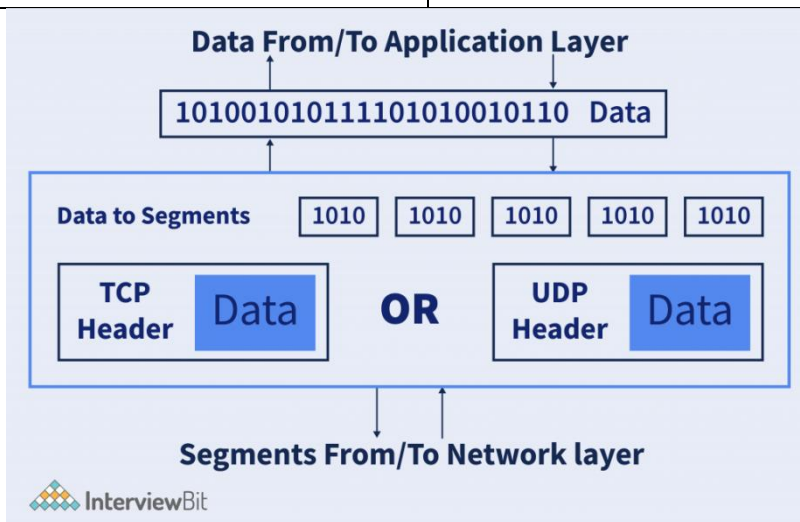 Data From/To Application Layer
101001010111101010010110 Data
Data to Segments 1010 1010 1010 1010 1010
TCP Header Data OR UDP Header Data
Segments From/To Network layer
InterviewBit